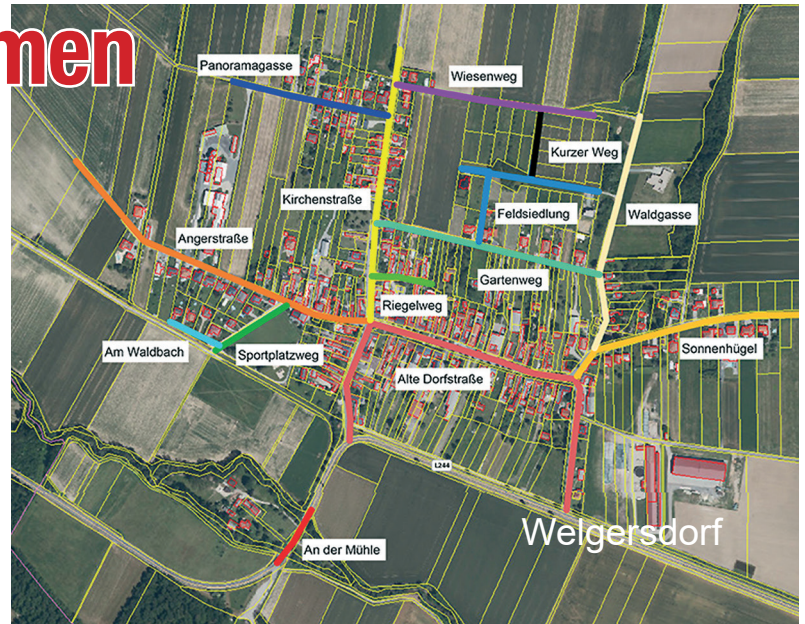 men
Panoramagasse
Wiesenweg
Kurzer Weg
Kirchenstraße
Feldsiedlung
Waldgasse
Angerstraße
Gartenweg
Riegelweg
Am Waldbach
Sportplatzweg
Sonnenhügel
Alte Dorfstraße
L244
Welgersdorf
An der Mühle